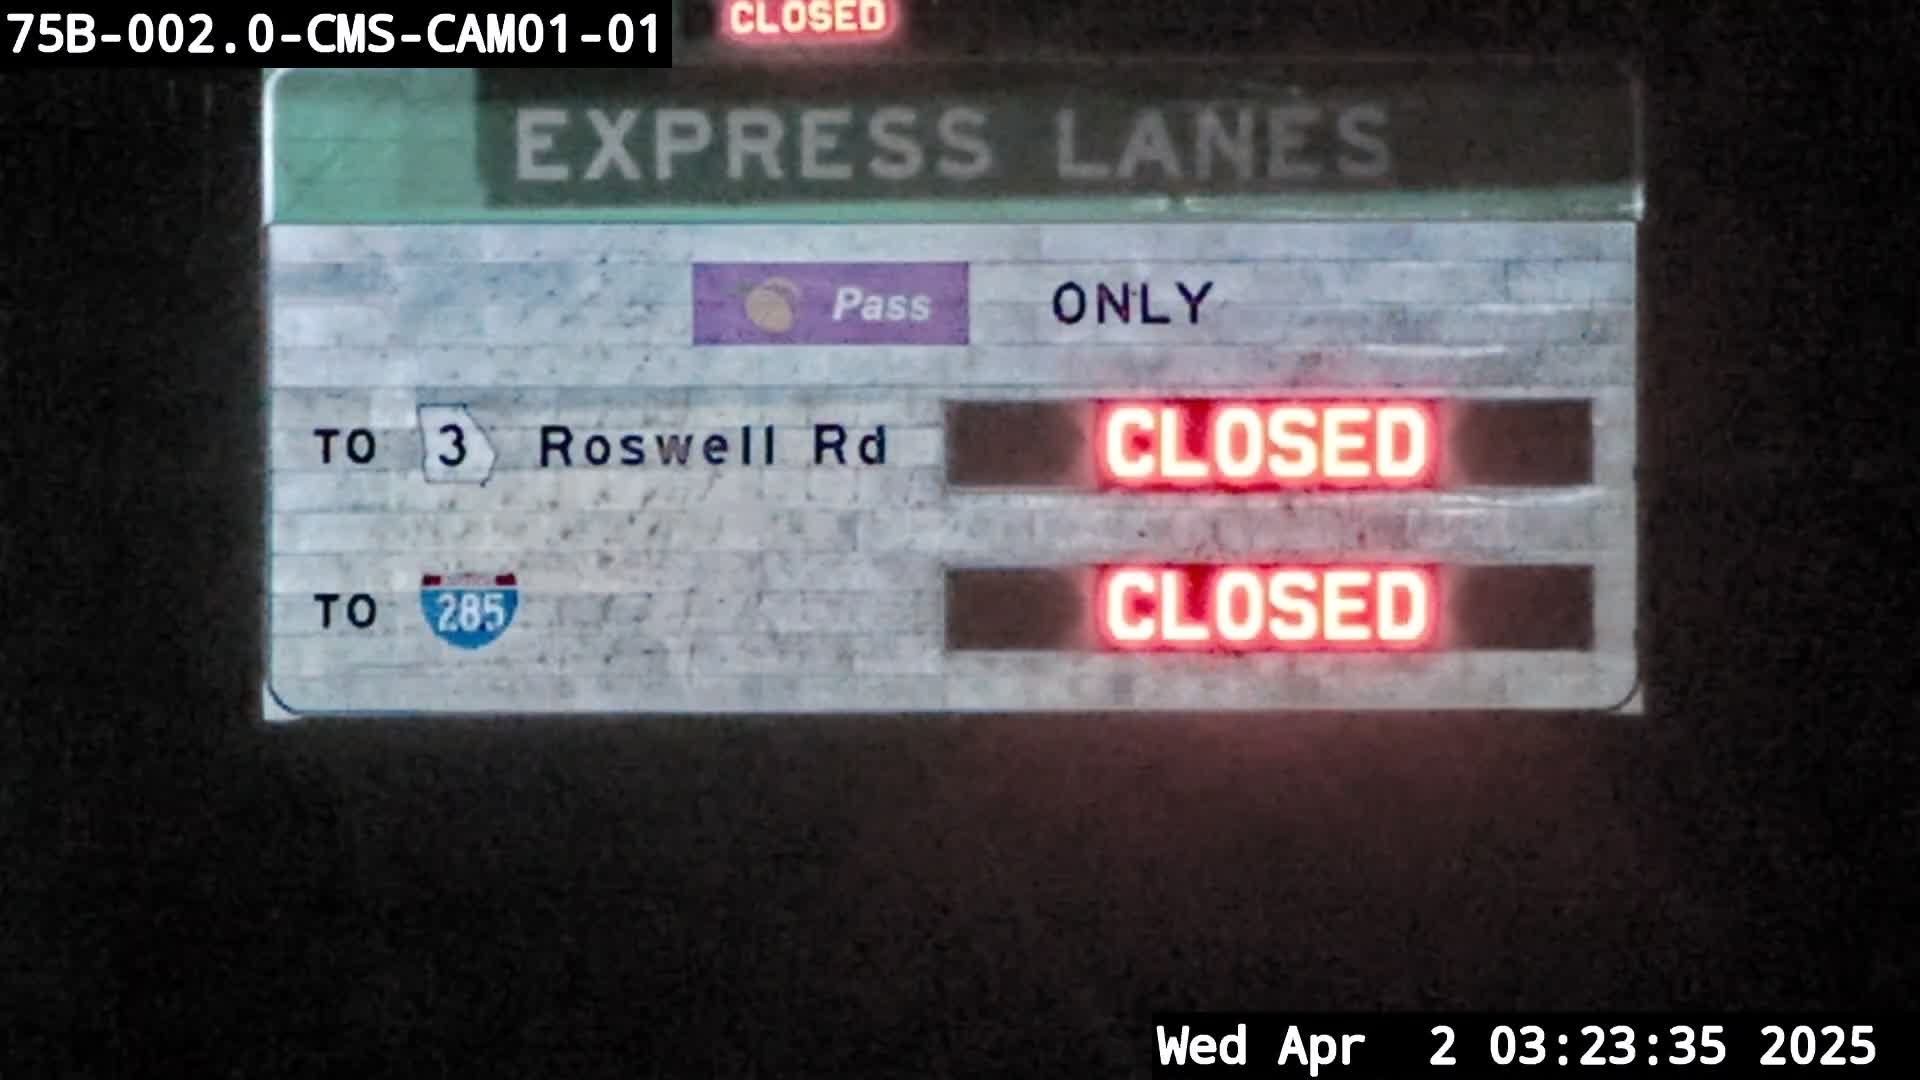 75B-002.0-CMS-CAM01-01
CLOSED
EXPRESS LANES
Pass ONLY
TO 3 Roswell Rd CLOSED
TO 285 CLOSED
Wed Apr 2 03:23:35 2025